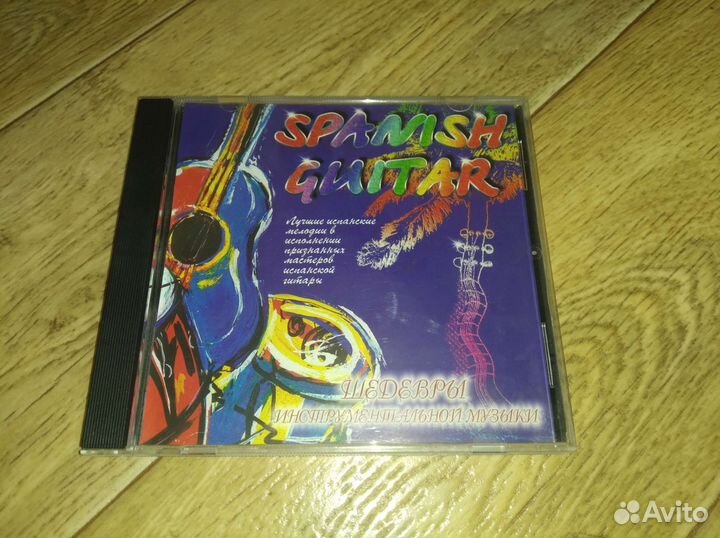 SPANISH
GUITAR
Лучшие испанские
мелодии в
исполнении
признанных
мастеров
испанской
гитары
ШЕДЕВРЫ
ИНСТРУМЕНТАЛЬНОЙ МУЗЫКИ
Avito